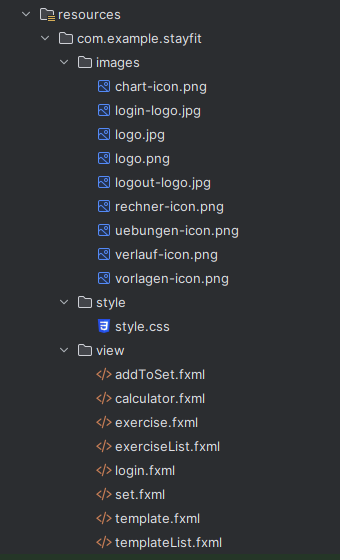 resources
com.example.stayfit
images
chart-icon.png
login-logo.jpg
logo.jpg
logo.png
logout-logo.jpg
rechner-icon.png
uebungen-icon.png
verlauf-icon.png
vorlagen-icon.png
style
style.css
view
addToSet.fxml
calculator.fxml
exercise.fxml
exerciseList.fxml
login.fxml
set.fxml
template.fxml
templateList.fxml